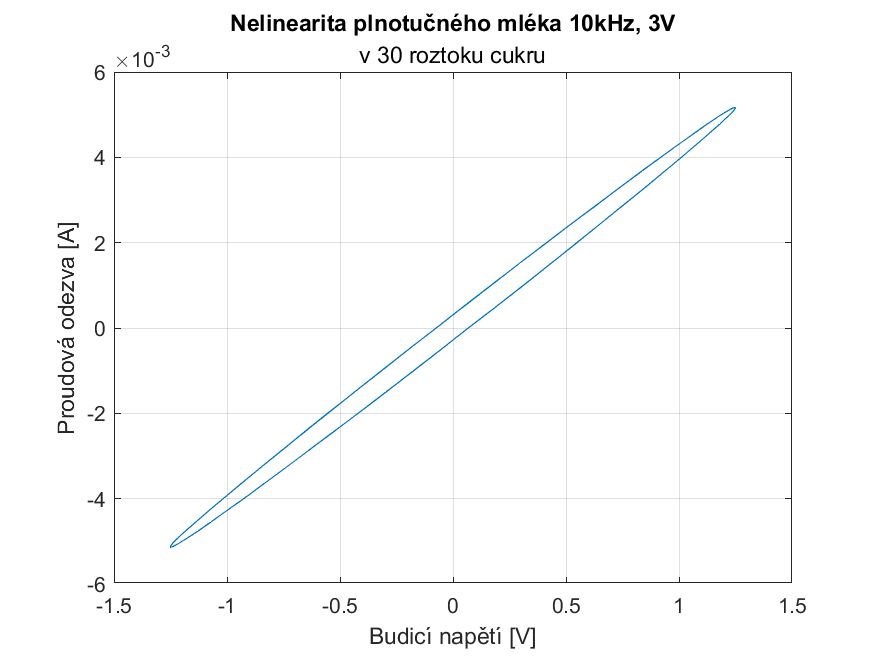 Nelinearita plnotučného mléka 10kHz, 3V
v 30 roztoku cukru
×10-3
6
4
2
0
-2
-4
-6
-1.5 -1 -0.5 0 0.5 1 1.5
Proudová odezva [A]
Budicí napětí [V]